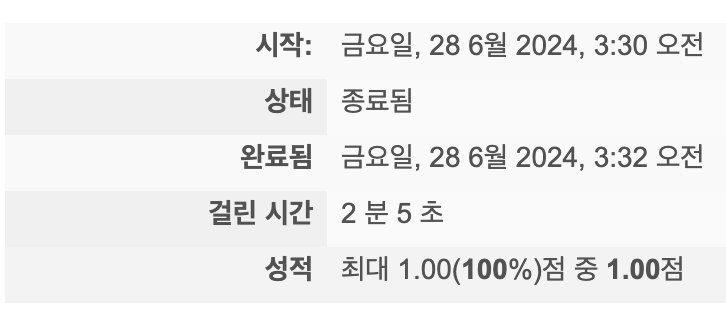 시작: 금요일, 28 6월 2024, 3:30 오전
상태 종료됨
완료됨 금요일, 28 6월 2024, 3:32 오전
걸린 시간 2 분 5 초
성적 최대 1.00(100%)점 중 1.00점